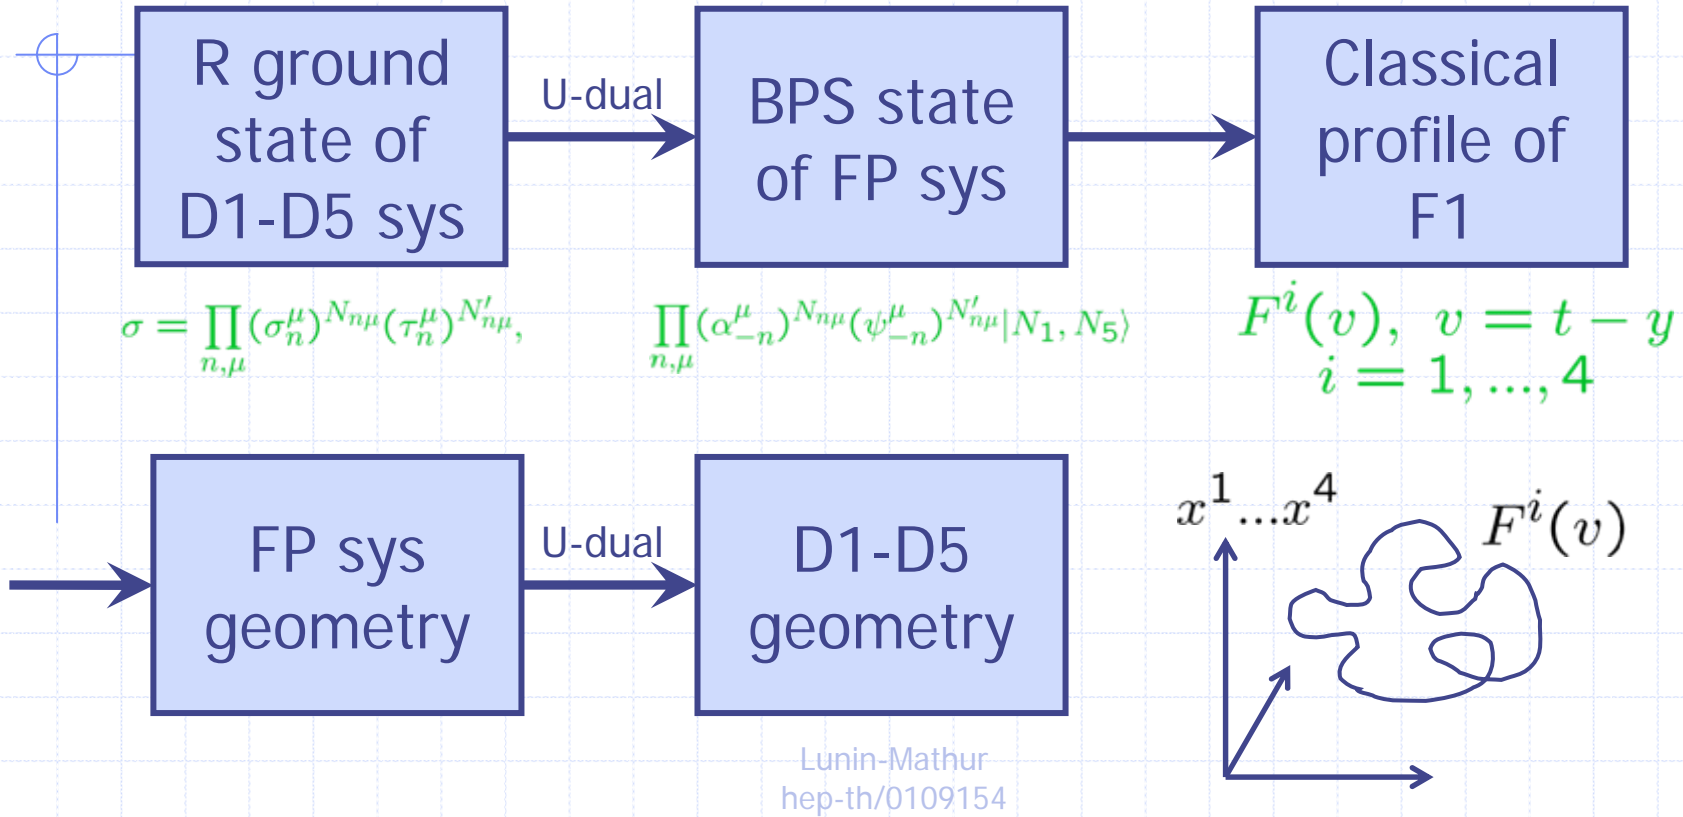 R ground
state of
D1-D5 sys
U-dual
BPS state
of FP sys
Classical
profile of
F1
σ = ∏_{n,μ} (σ_n^μ)^{N_{nμ}} (τ_n^μ)^{N'_{nμ}},
∏_{n,μ} (α_{-n}^μ)^{N_{nμ}} (ψ_{-n}^μ)^{N'_{nμ}} |N_1, N_5⟩
F^i(v), v = t − y
i = 1, ..., 4
FP sys
geometry
U-dual
D1-D5
geometry
x^1...x^4
F^i(v)
Lunin-Mathur
hep-th/0109154